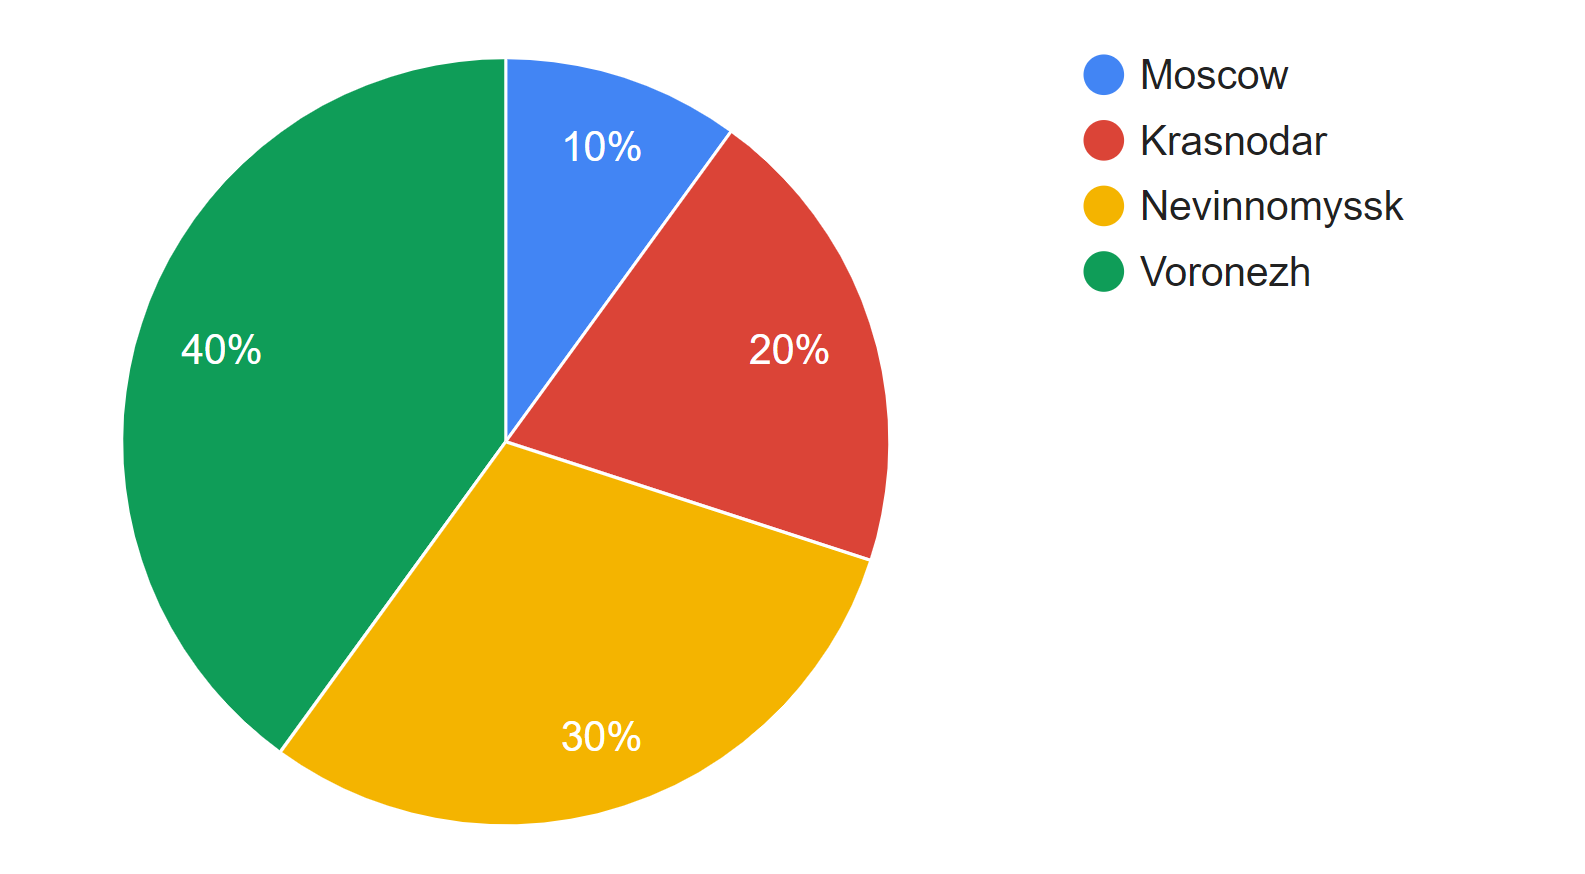 10%
20%
30%
40%
Moscow
Krasnodar
Nevinnomyssk
Voronezh